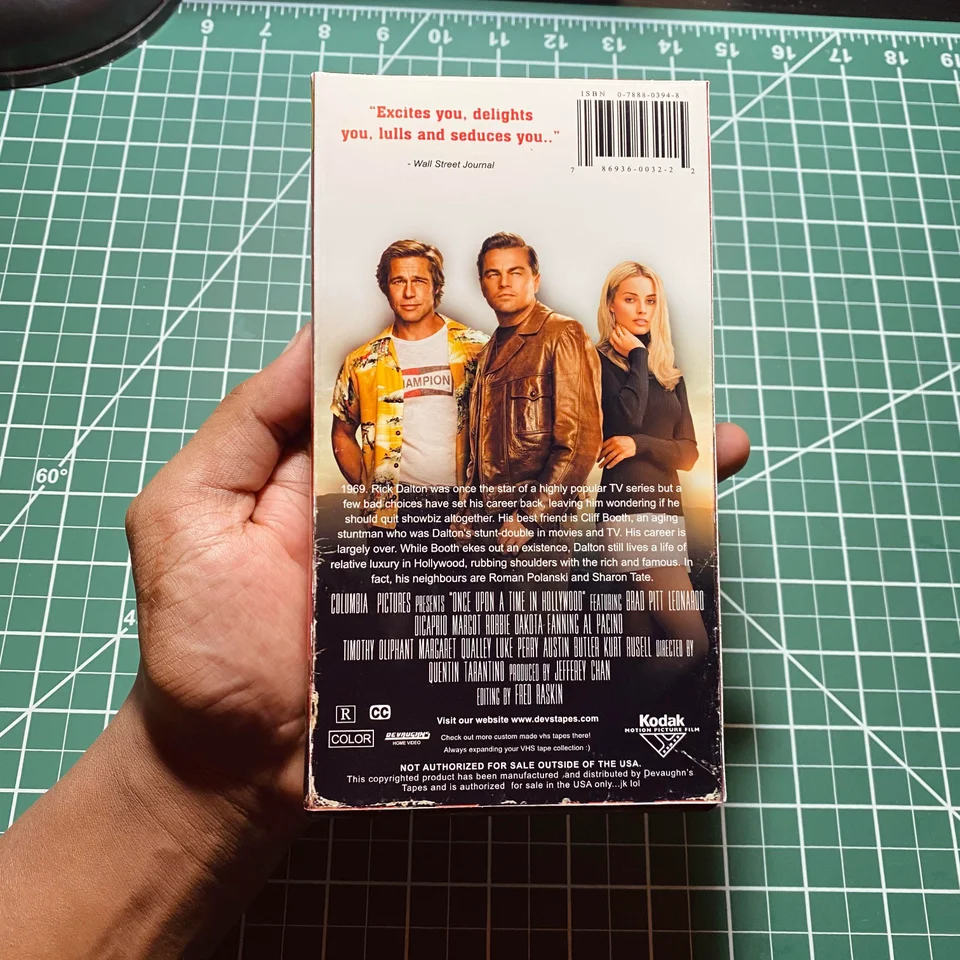 6 7 8 9 10 11 12 13 14 15 16 17 18 19
ISBN 0-7888-0394-8
"Excites you, delights
you, lulls and seduces you.."
- Wall Street Journal
7 86936-0032-2 2
AMPION
60°
1969. Rick Dalton was once the star of a highly popular TV series but a
few bad choices have set his career back, leaving him wondering if he
should quit showbiz altogether. His best friend is Cliff Booth, an aging
stuntman who was Dalton's stunt-double in movies and TV. His career is
largely over. While Booth ekes out an existence, Dalton still lives a life of
relative luxury in Hollywood, rubbing shoulders with the rich and famous. In
fact, his neighbours are Roman Polanski and Sharon Tate.
COLUMBIA PICTURES PRESENTS "ONCE UPON A TIME IN HOLLYWOOD" FEATURING BRAD PITT LEONARDO
DICAPRIO MARGOT ROBBIE DAKOTA FANNING AL PACINO
TIMOTHY OLIPHANT MARGARET QUALLEY LUKE PERRY AUSTIN BUTLER KURT RUSELL DIRECTED BY
QUENTIN TARANTINO PRODUCED BY JEFFEREY CHAN
EDITING BY FRED RASKIN
R CC
COLOR
DEVAUGHN'S
HOME VIDEO
Visit our website www.devstapes.com
Check out more custom made vhs tapes there!
Always expanding your VHS tape collection :)
Kodak
MOTION PICTURE FILM
NOT AUTHORIZED FOR SALE OUTSIDE OF THE USA.
This copyrighted product has been manufactured and distributed by Devaughn's
Tapes and is authorized for sale in the USA only...jk lol